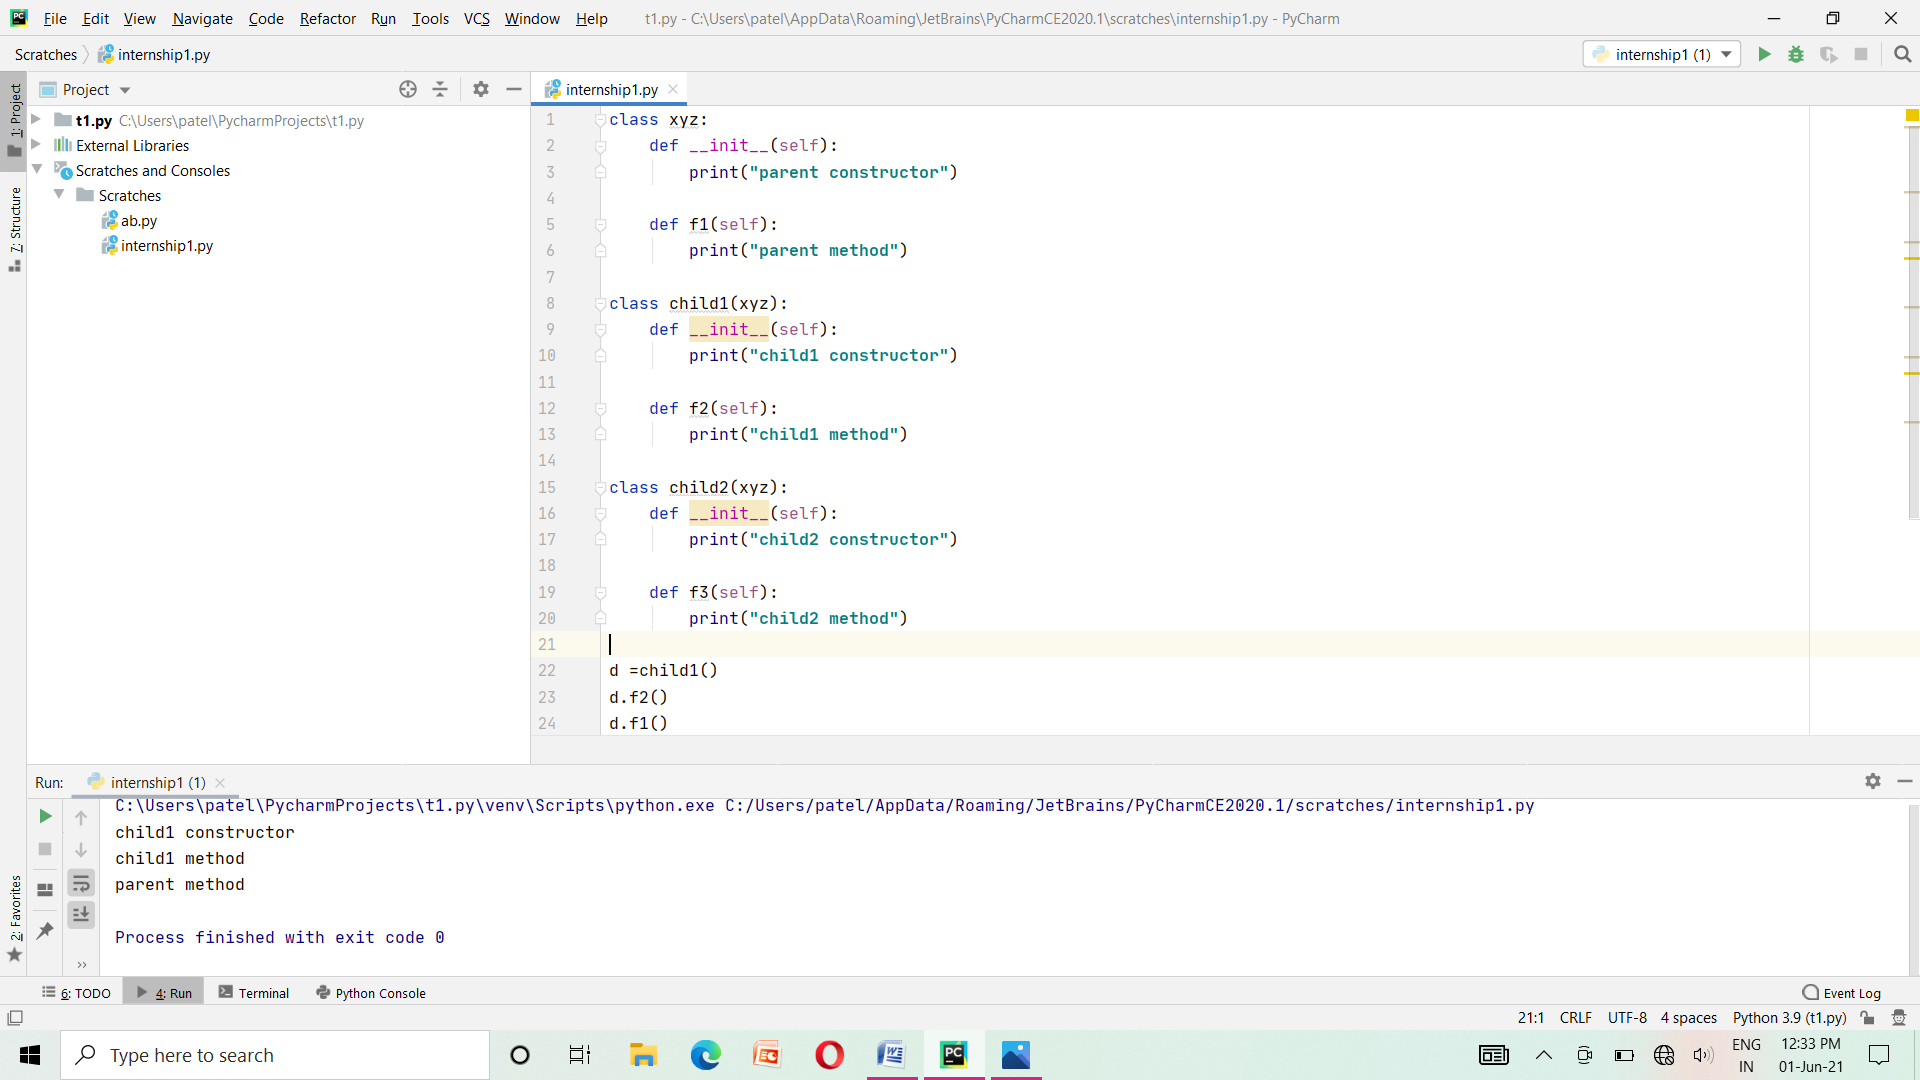 File Edit View Navigate Code Refactor Run Tools VCS Window Help t1.py - C:\Users\patel\AppData\Roaming\JetBrains\PyCharmCE2020.1\scratches\internship1.py - PyCharm
Scratches internship1.py internship1 (1)
Project internship1.py
1: Project
7: Structure
2: Favorites
t1.py C:\Users\patel\PycharmProjects\t1.py
External Libraries
Scratches and Consoles
Scratches
ab.py
internship1.py
1 class xyz:
2     def __init__(self):
3         print("parent constructor")
4
5     def f1(self):
6         print("parent method")
7
8 class child1(xyz):
9     def __init__(self):
10         print("child1 constructor")
11
12     def f2(self):
13         print("child1 method")
14
15 class child2(xyz):
16     def __init__(self):
17         print("child2 constructor")
18
19     def f3(self):
20         print("child2 method")
21
22 d =child1()
23 d.f2()
24 d.f1()
Run: internship1 (1)
C:\Users\patel\PycharmProjects\t1.py\venv\Scripts\python.exe C:/Users/patel/AppData/Roaming/JetBrains/PyCharmCE2020.1/scratches/internship1.py
child1 constructor
child1 method
parent method
Process finished with exit code 0
6: TODO 4: Run Terminal Python Console Event Log
21:1 CRLF UTF-8 4 spaces Python 3.9 (t1.py)
Type here to search
ENG
IN
12:33 PM
01-Jun-21